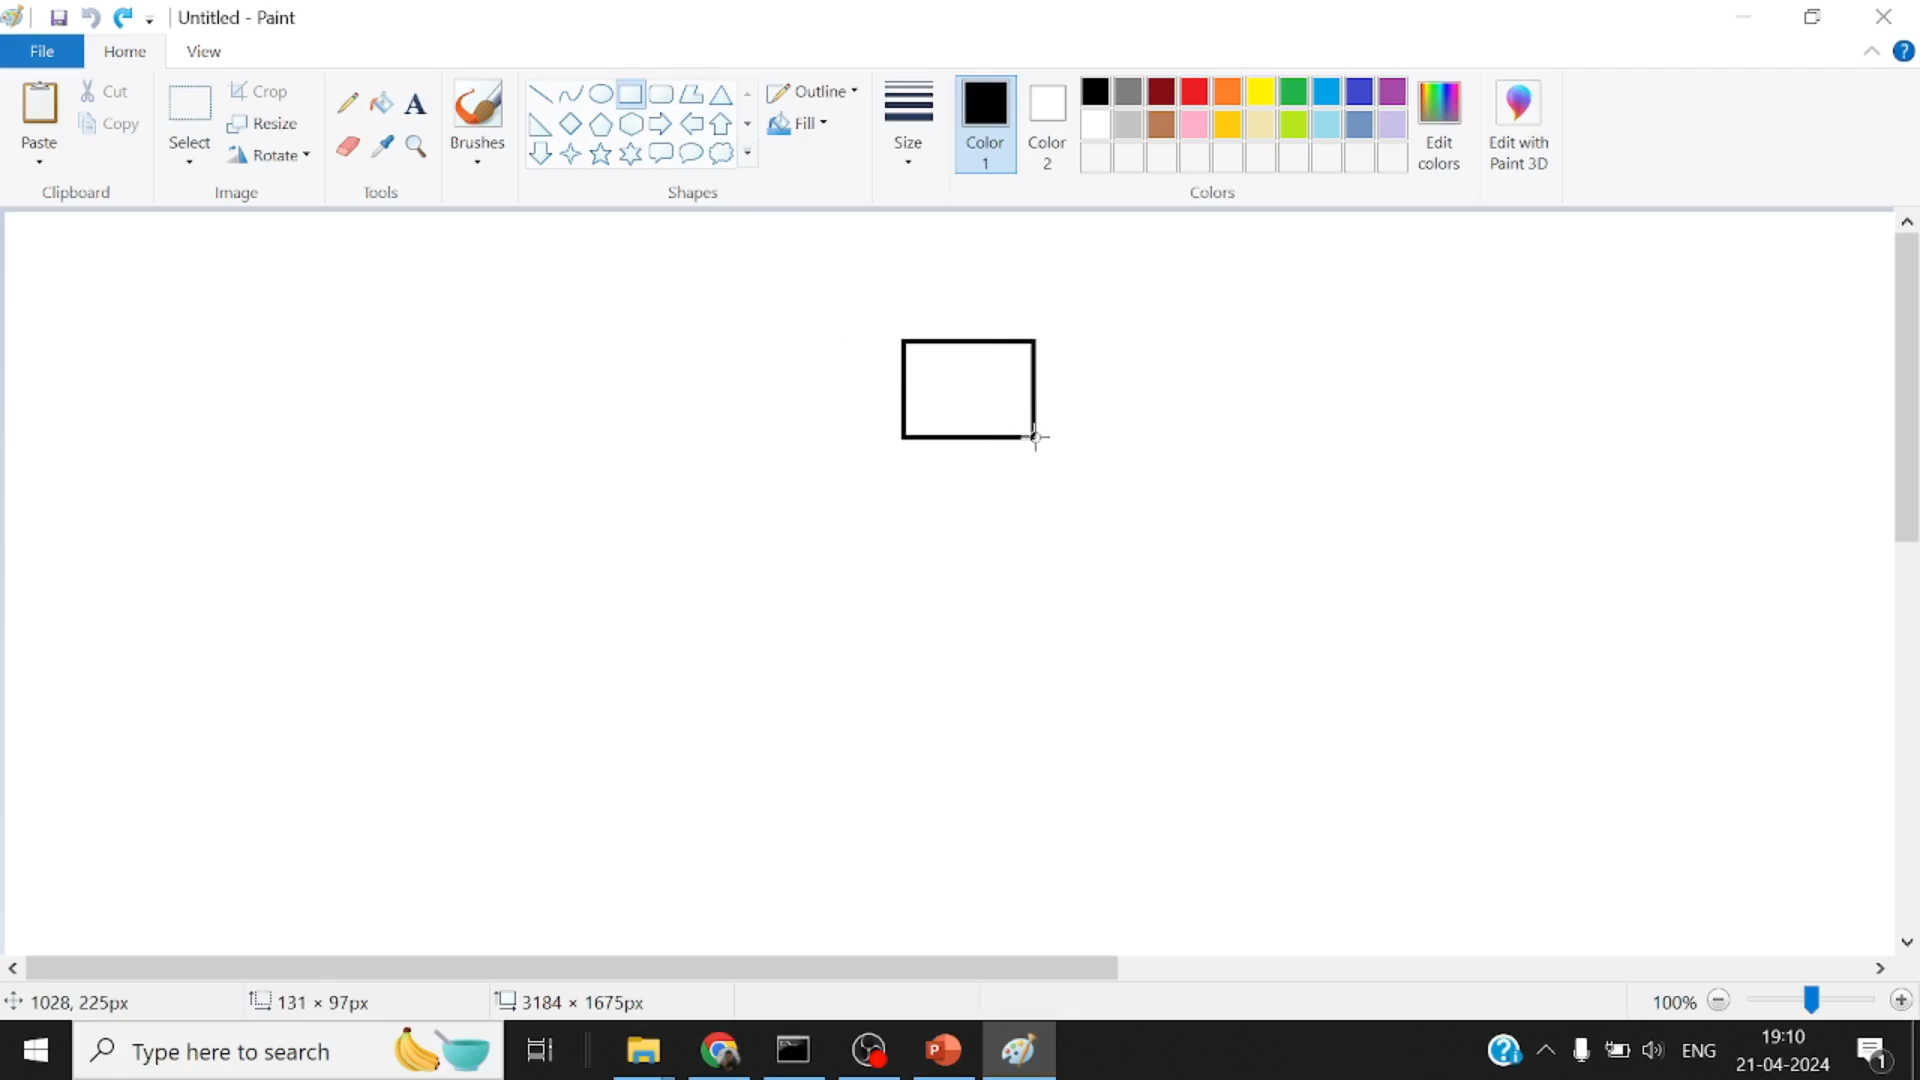 Untitled - Paint
File
Home
View
Paste
Cut
Copy
Clipboard
Select
Crop
Resize
Rotate
Image
A
Tools
Brushes
Outline
Fill
Shapes
Size
Color
1
Color
2
Edit
colors
Colors
Edit with
Paint 3D
?
1028, 225px
131 × 97px
3184 × 1675px
100%
Type here to search
P
?
ENG
19:10
21-04-2024
1